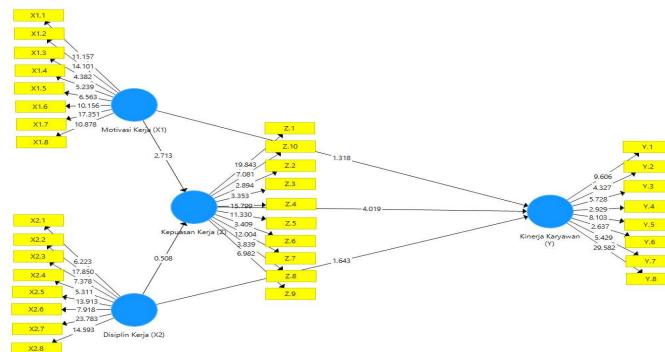 X1.1
X1.2
X1.3
X1.4
X1.5
X1.6
X1.7
X1.8
11.157
14.101
4.382
5.239
6.563
10.156
17.351
10.878
Motivasi Kerja (X1)
2.713
1.318
Z.1
Z.10
Z.2
Z.3
Z.4
Z.5
Z.6
Z.7
Z.8
Z.9
19.843
7.081
2.894
3.353
15.799
11.330
3.409
12.004
3.839
6.982
Kepuasan Kerja (Z)
4.019
0.508
1.643
Y.1
Y.2
Y.3
Y.4
Y.5
Y.6
Y.7
Y.8
9.606
4.327
5.728
2.929
8.103
2.637
5.429
29.582
Kinerja Karyawan
(Y)
X2.1
X2.2
X2.3
X2.4
X2.5
X2.6
X2.7
X2.8
6.223
17.850
7.378
5.311
13.913
7.918
23.783
14.593
Disiplin Kerja (X2)